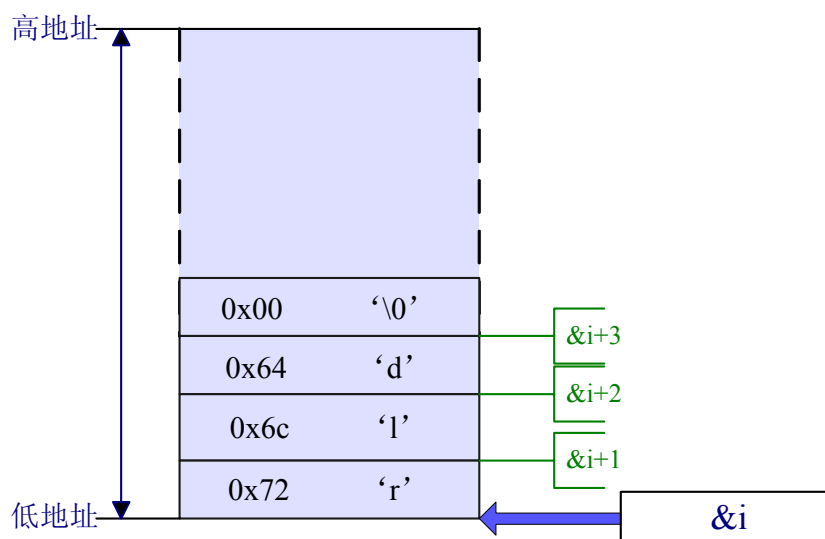 高地址
0x00 ‘\0’
&i+3
0x64 ‘d’
&i+2
0x6c ‘l’
&i+1
0x72 ‘r’
低地址
&i